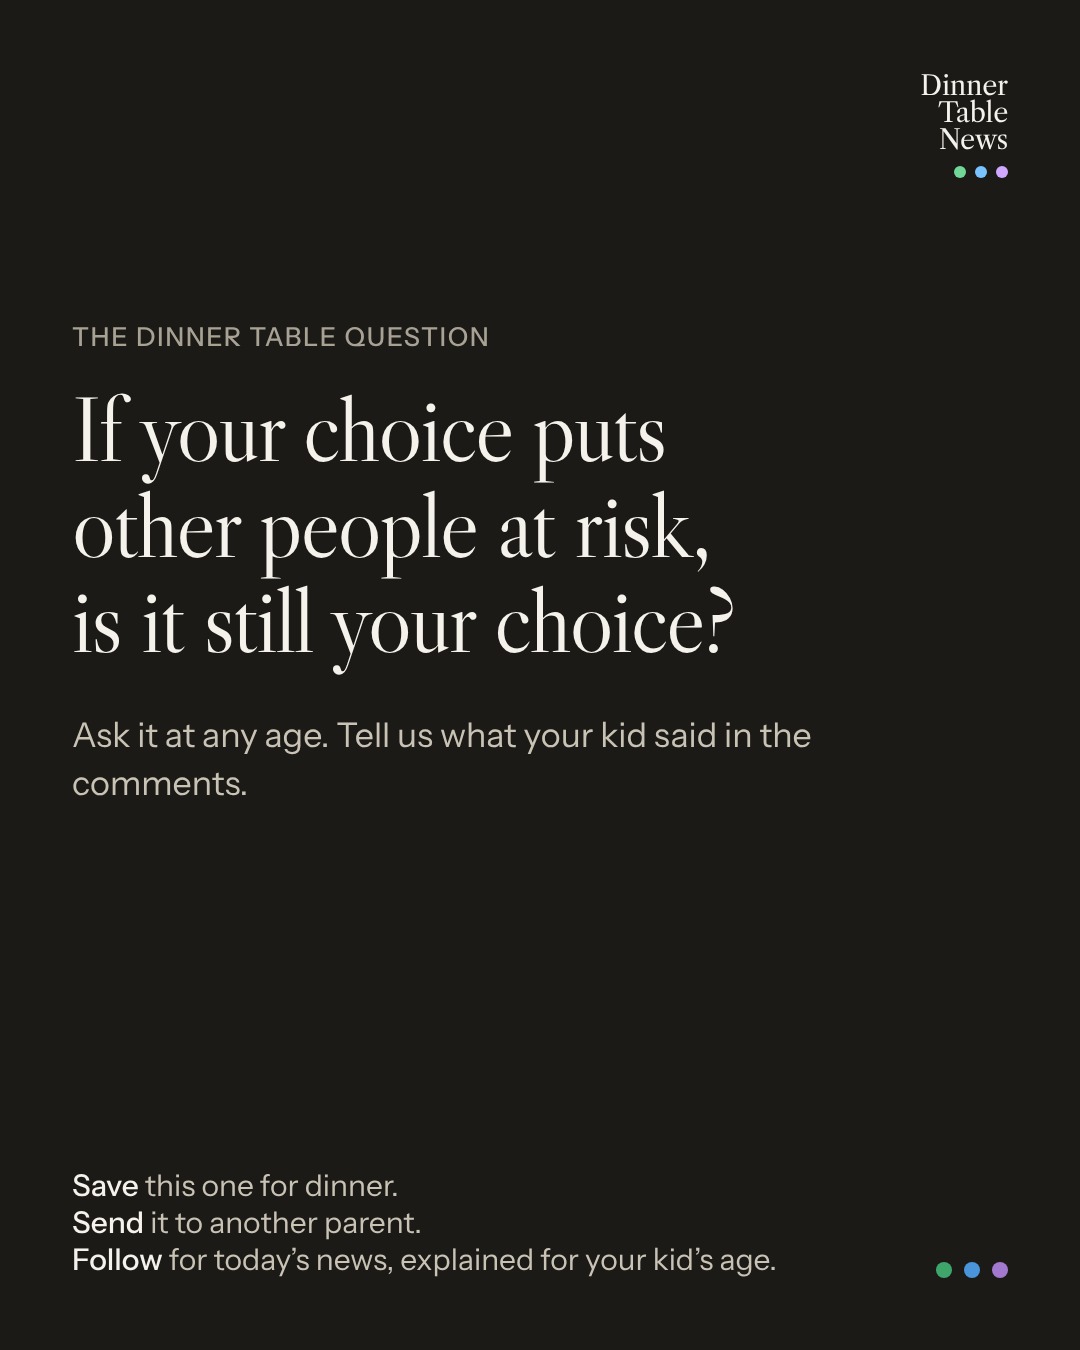 Dinner
Table
News
THE DINNER TABLE QUESTION
If your choice puts
other people at risk,
is it still your choice?
Ask it at any age. Tell us what your kid said in the
comments.
Save this one for dinner.
Send it to another parent.
Follow for today’s news, explained for your kid’s age.